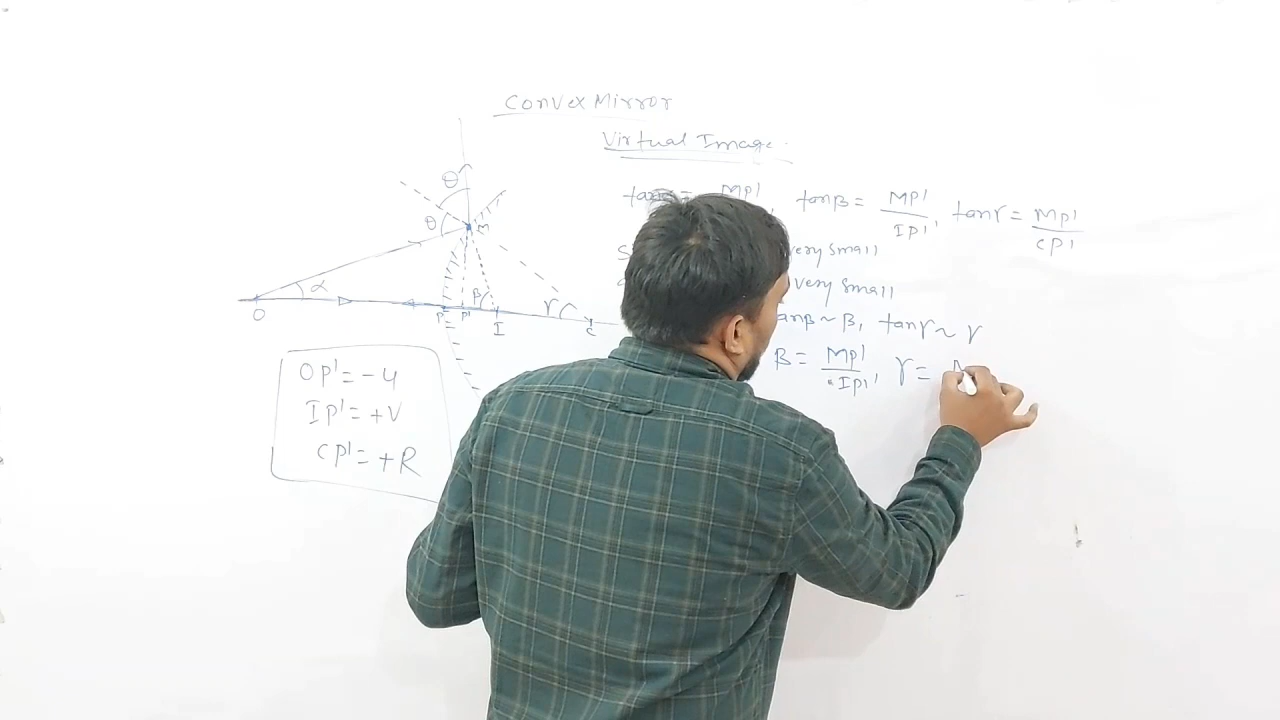 Convex Mirror
Virtual Image.
MP' tanβ = MP'/IP', tanγ = MP'/CP'
very small
very small
tanβ ~ β, tanγ ~ γ
β = MP'/IP', γ =
θ
θ
M
α
β
γ
O
P
P'
I
C
OP' = -u
IP' = +V
CP' = +R